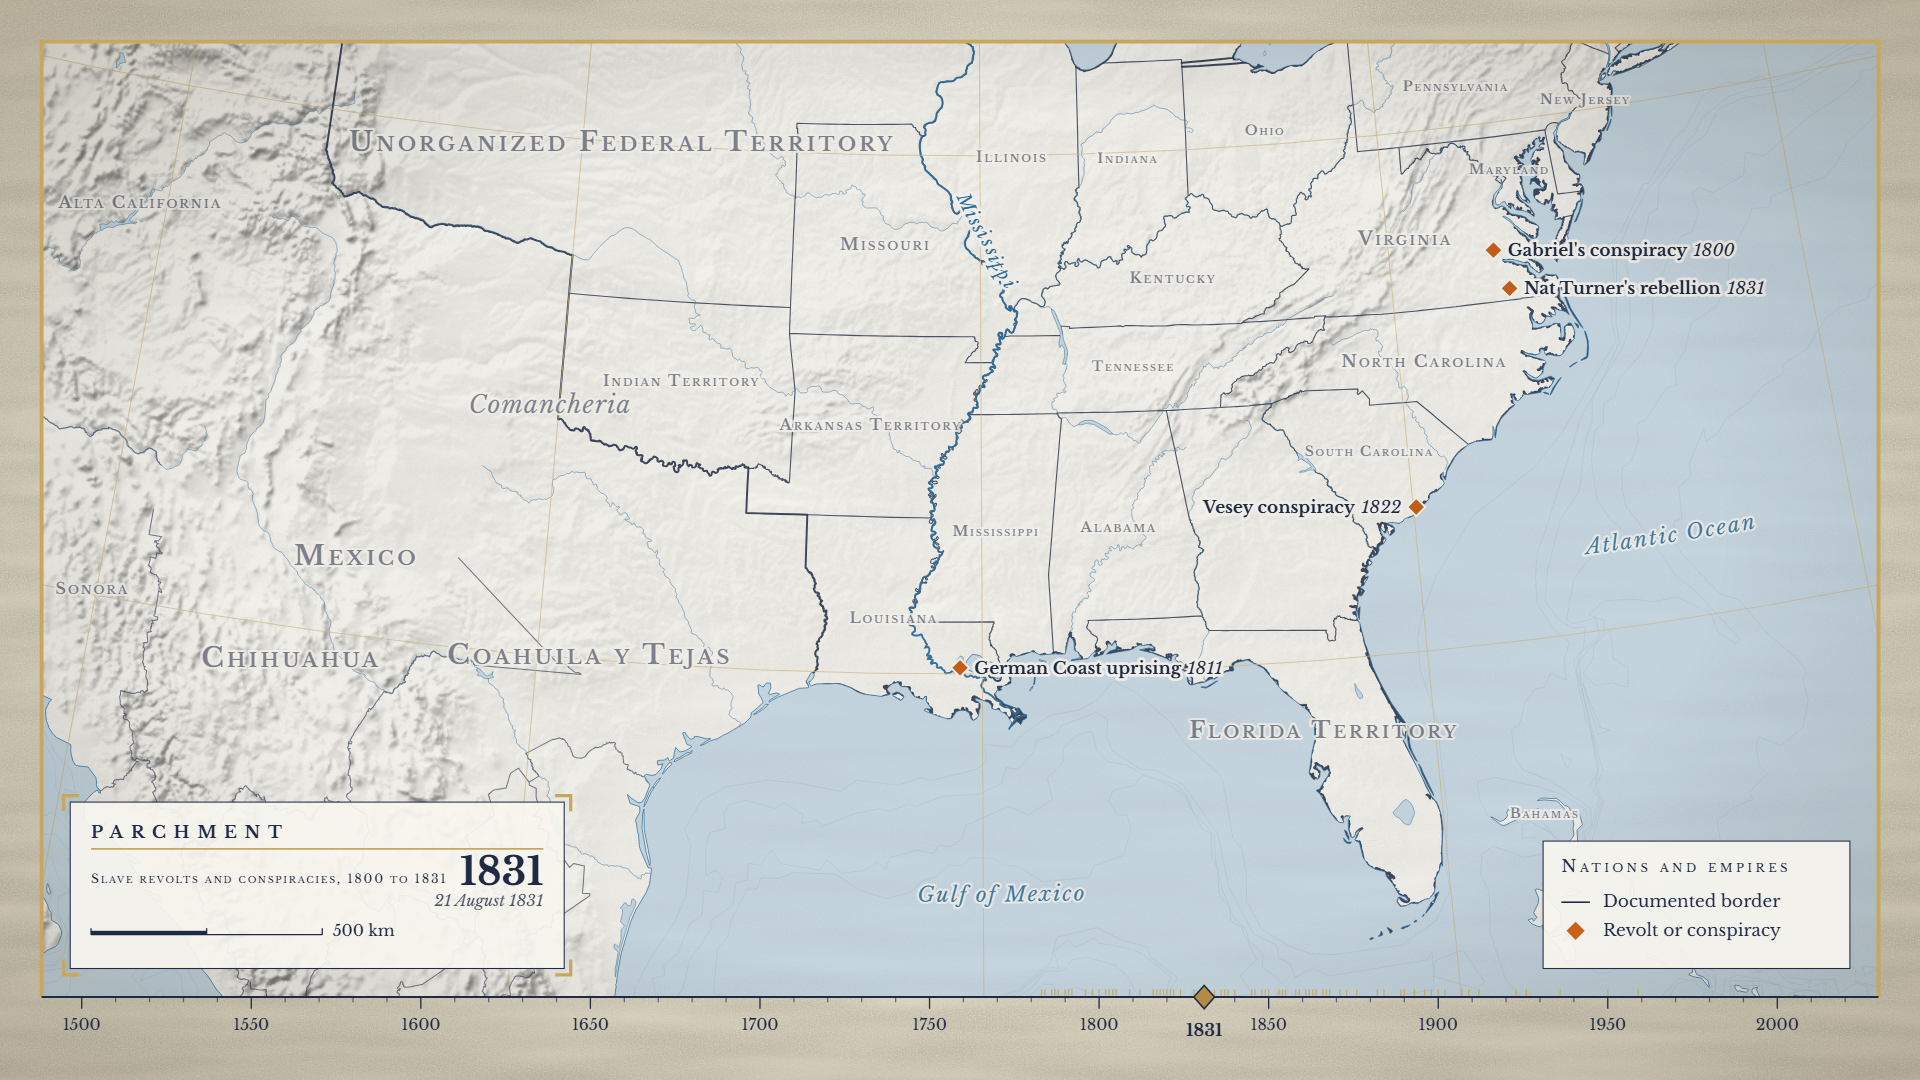 Pennsylvania
New Jersey
Ohio
Unorganized Federal Territory
Illinois
Indiana
Maryland
Alta California
Mississippi
Missouri
Virginia
Gabriel's conspiracy 1800
Kentucky
Nat Turner's rebellion 1831
Tennessee
North Carolina
Indian Territory
Comancheria
Arkansas Territory
South Carolina
Vesey conspiracy 1822
Atlantic Ocean
Mississippi
Alabama
Mexico
Sonora
Louisiana
Chihuahua
Coahuila y Tejas
German Coast uprising 1811
Florida Territory
Bahamas
Gulf of Mexico
PARCHMENT
Slave revolts and conspiracies, 1800 to 1831
1831
21 August 1831
500 km
Nations and empires
Documented border
Revolt or conspiracy
1500 1550 1600 1650 1700 1750 1800 1831 1850 1900 1950 2000